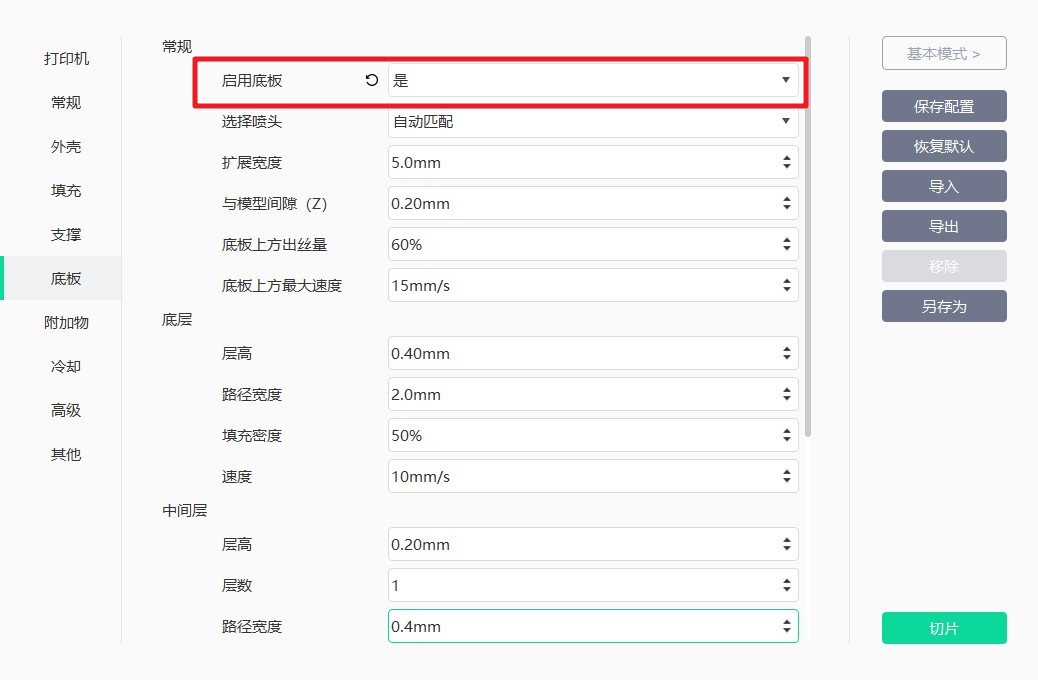 打印机
常规
外壳
填充
支撑
底板
附加物
冷却
高级
其他
常规
启用底板 是
选择喷头 自动匹配
扩展宽度 5.0mm
与模型间隙（Z） 0.20mm
底板上方出丝量 60%
底板上方最大速度 15mm/s
底层
层高 0.40mm
路径宽度 2.0mm
填充密度 50%
速度 10mm/s
中间层
层高 0.20mm
层数 1
路径宽度 0.4mm
基本模式 >
保存配置
恢复默认
导入
导出
移除
另存为
切片